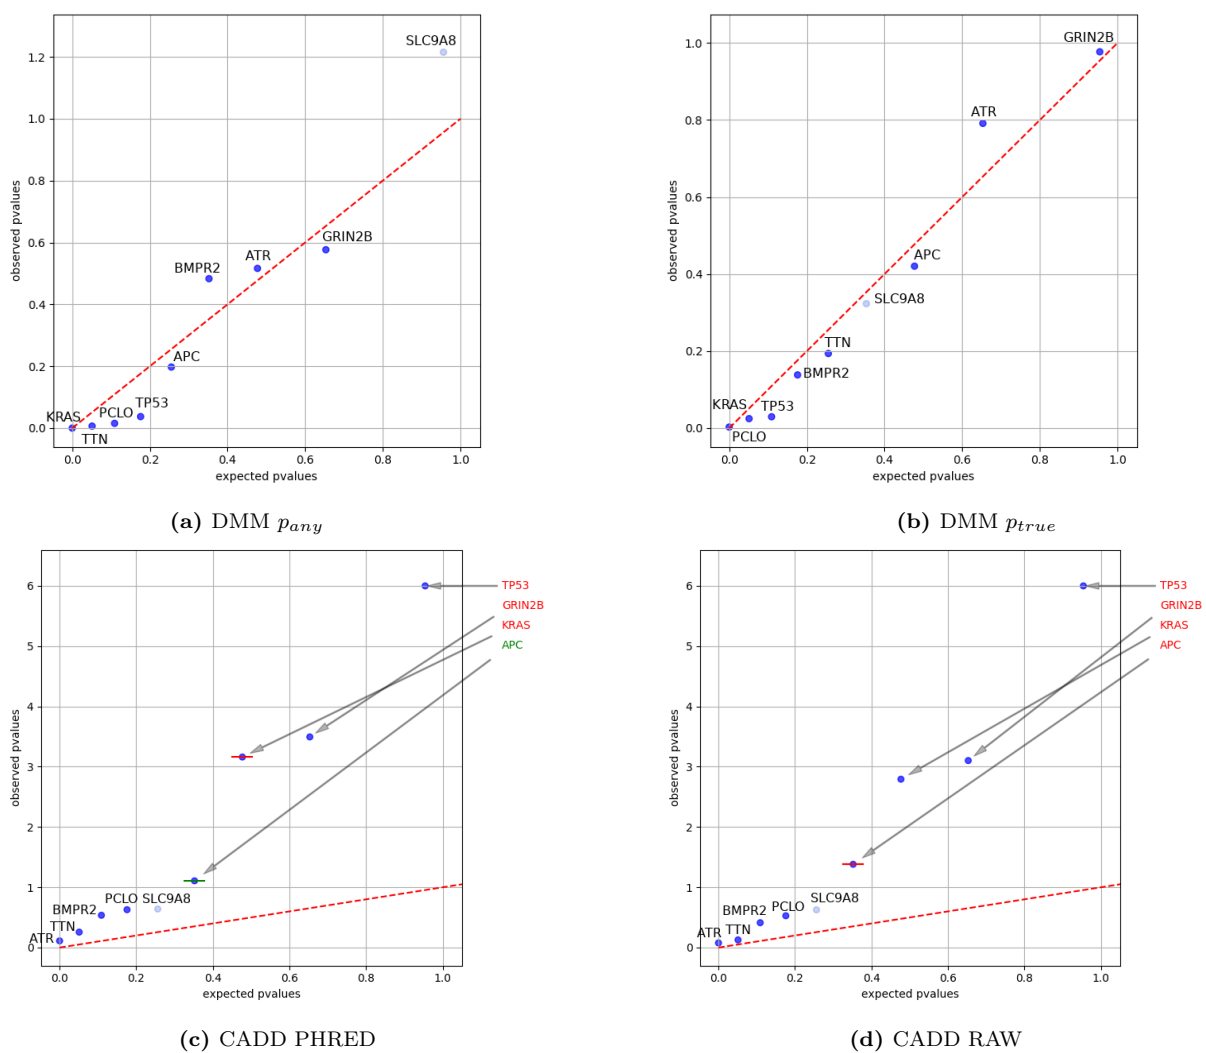 SLC9A8
1.2
1.0
0.8
0.6
0.4
0.2
0.0
GRIN2B
ATR
BMPR2
APC
TP53
PCLO
KRAS
TTN
0.0 0.2 0.4 0.6 0.8 1.0
expected pvalues
observed pvalues
(a) DMM p_any
GRIN2B
1.0
0.8
0.6
0.4
0.2
0.0
ATR
APC
SLC9A8
TTN
BMPR2
KRAS
TP53
PCLO
0.0 0.2 0.4 0.6 0.8 1.0
expected pvalues
observed pvalues
(b) DMM p_true
6
5
4
3
2
1
0
TP53
GRIN2B
KRAS
APC
PCLO SLC9A8
BMPR2
TTN
ATR
0.0 0.2 0.4 0.6 0.8 1.0
expected pvalues
observed pvalues
(c) CADD PHRED
6
5
4
3
2
1
0
TP53
GRIN2B
KRAS
APC
SLC9A8
PCLO
BMPR2
TTN
ATR
0.0 0.2 0.4 0.6 0.8 1.0
expected pvalues
observed pvalues
(d) CADD RAW